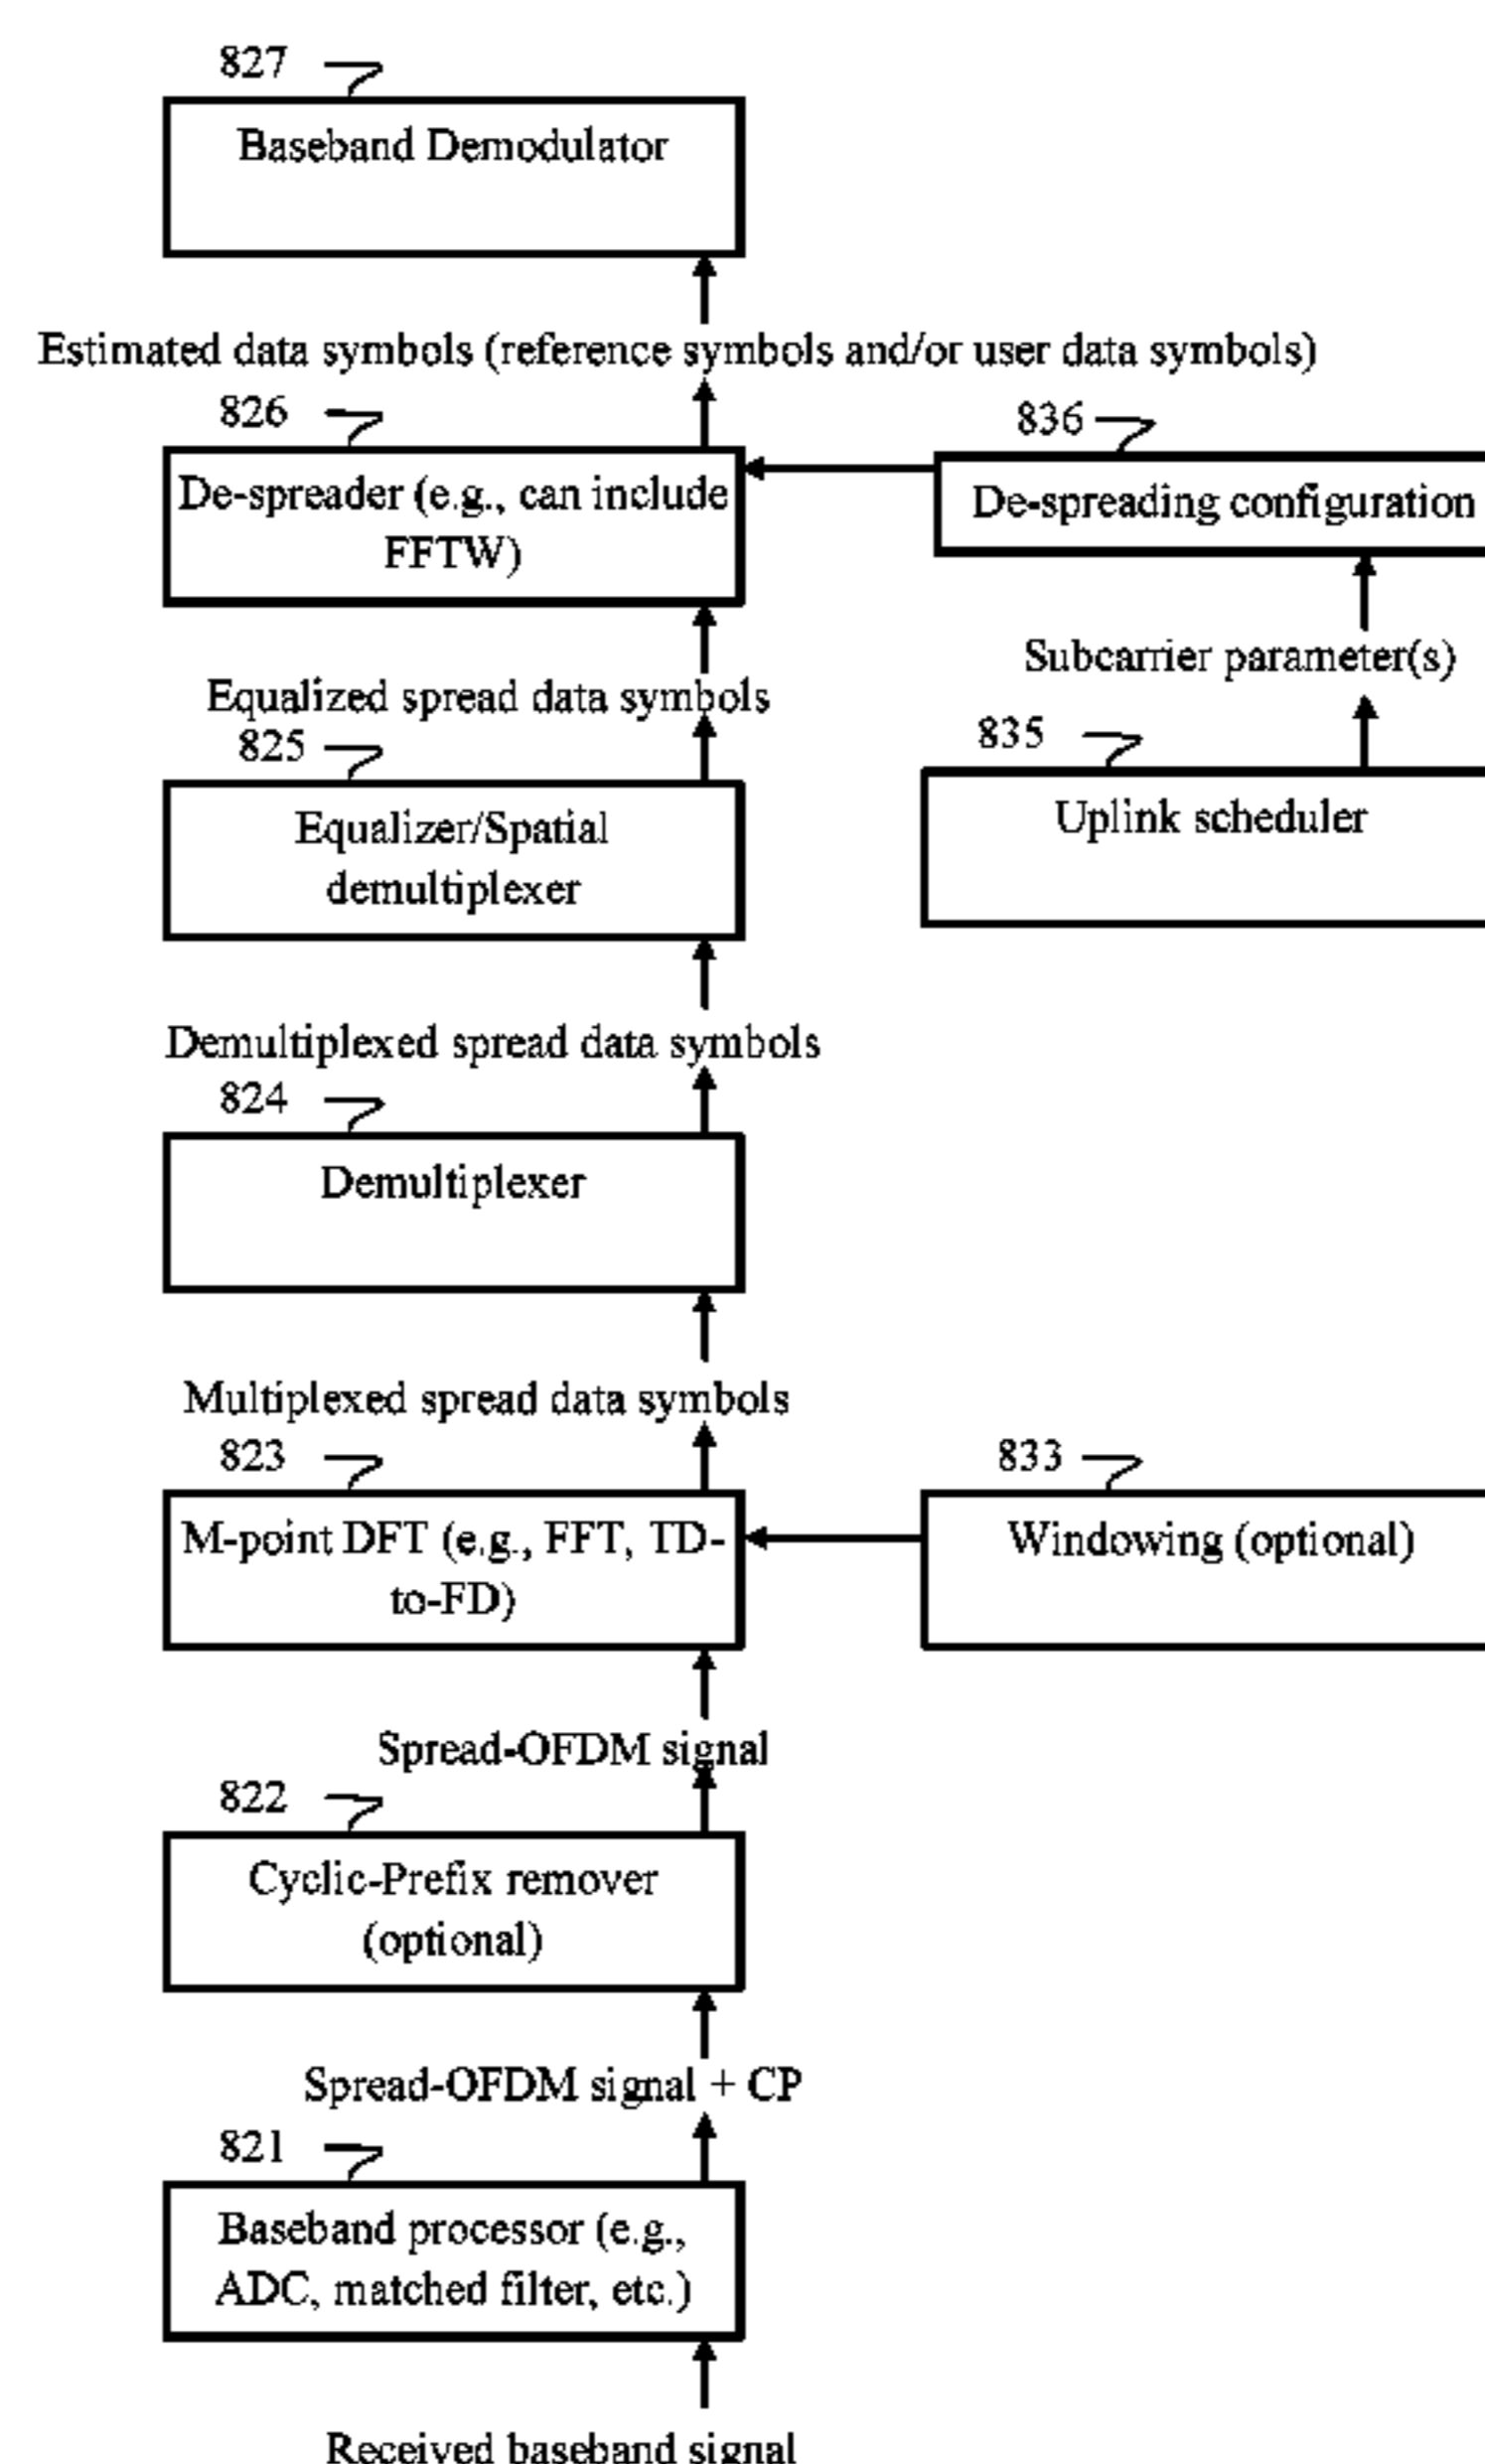 827
Baseband Demodulator
Estimated data symbols (reference symbols and/or user data symbols)
826
836
De-spreader (e.g., can include
FFTW)
De-spreading configuration
Equalized spread data symbols
Subcarrier parameter(s)
825
835
Equalizer/Spatial
demultiplexer
Uplink scheduler
Demultiplexed spread data symbols
824
Demultiplexer
Multiplexed spread data symbols
823
833
M-point DFT (e.g., FFT, TD-
to-FD)
Windowing (optional)
Spread-OFDM signal
822
Cyclic-Prefix remover
(optional)
Spread-OFDM signal + CP
821
Baseband processor (e.g.,
ADC, matched filter, etc.)
Received baseband signal